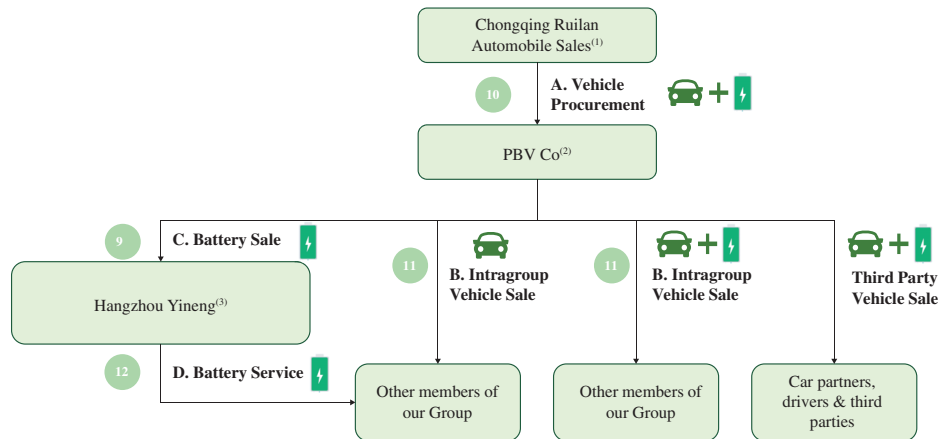 Chongqing Ruilan
Automobile Sales(1)
10
A. Vehicle
Procurement
PBV Co(2)
9
C. Battery Sale
11
B. Intragroup
Vehicle Sale
11
B. Intragroup
Vehicle Sale
Third Party
Vehicle Sale
Hangzhou Yineng(3)
12
D. Battery Service
Other members of
our Group
Other members of
our Group
Car partners,
drivers & third
parties